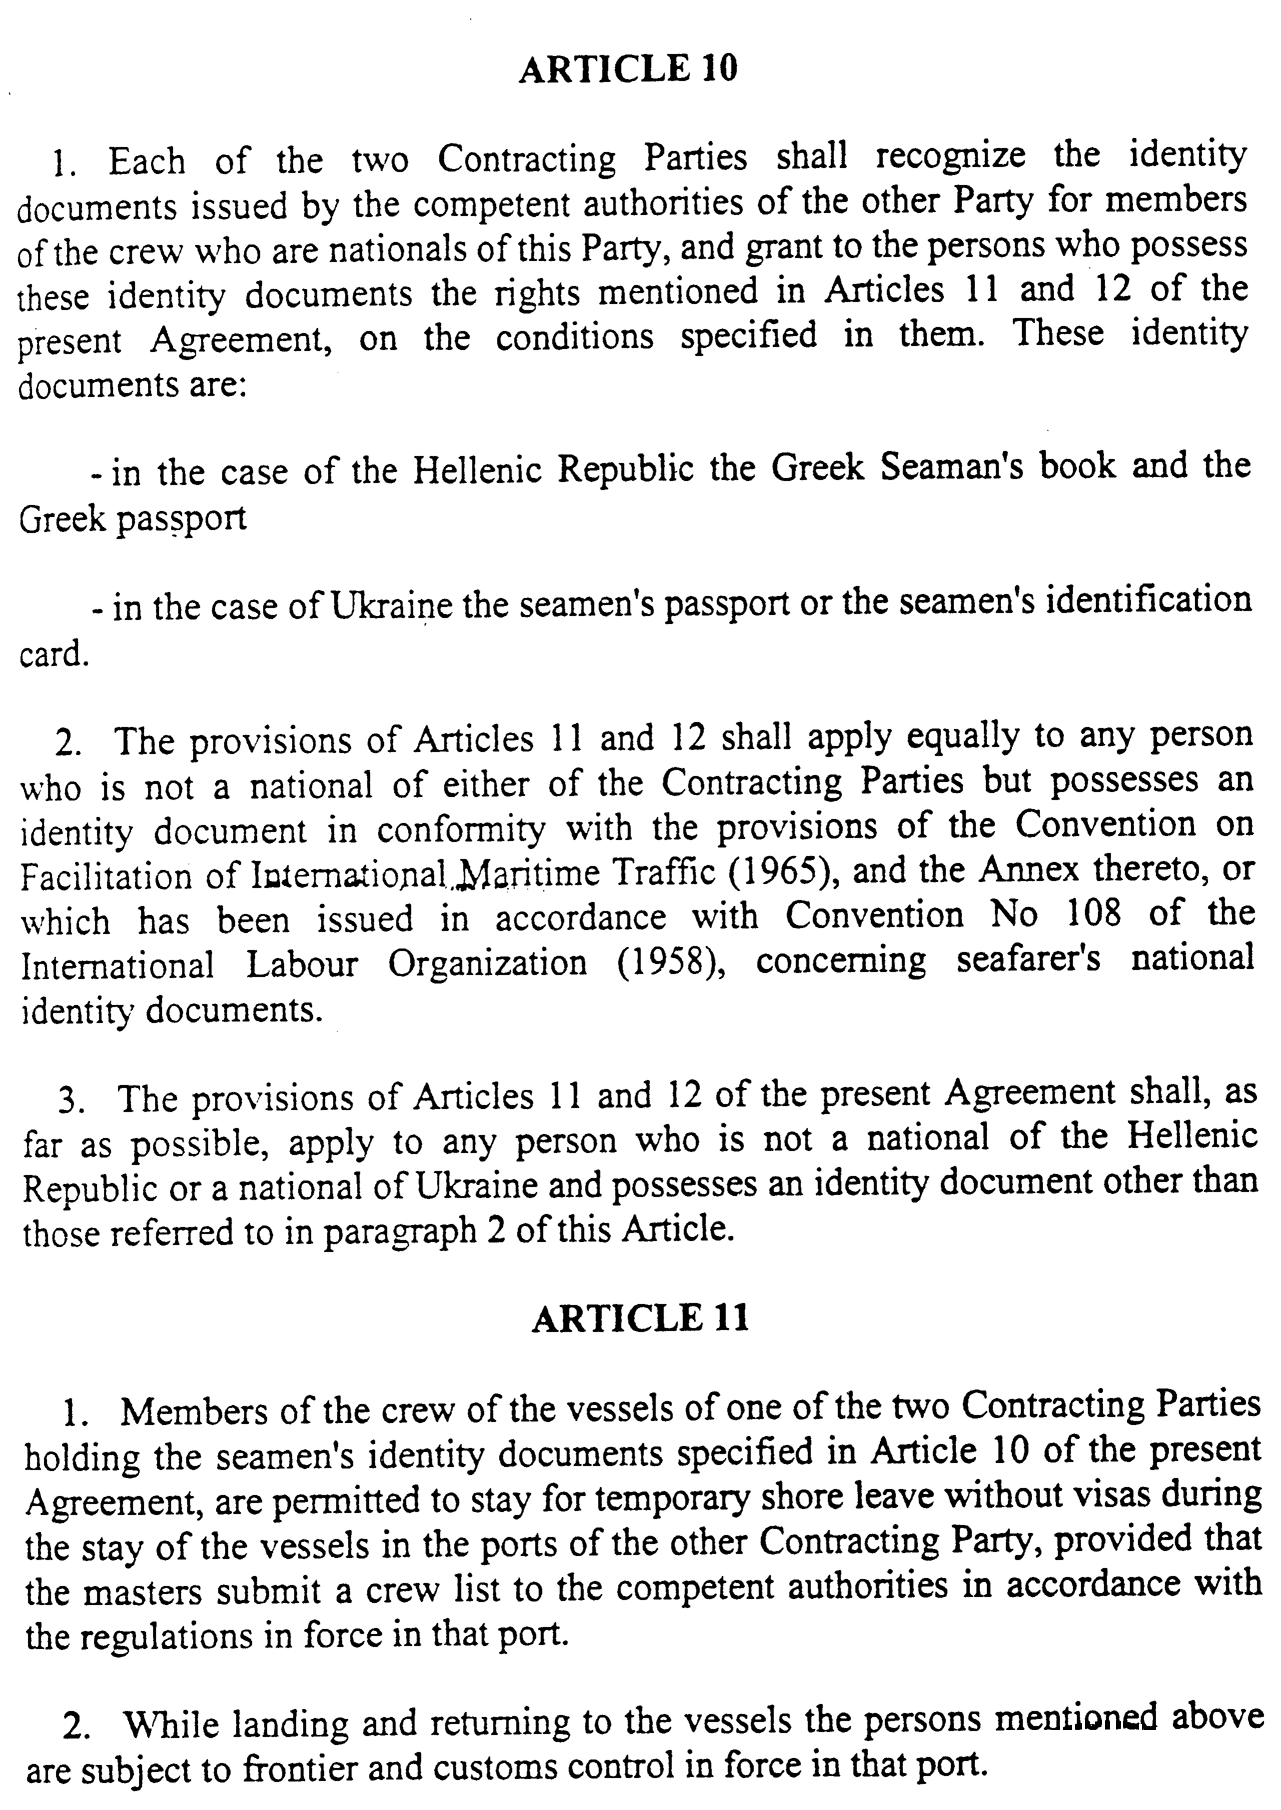 ARTICLE 10
1. Each of the two Contracting Parties shall recognize the identity
documents issued by the competent authorities of the other Party for members
of the crew who are nationals of this Party, and grant to the persons who possess
these identity documents the rights mentioned in Articles 11 and 12 of the
present Agreement, on the conditions specified in them. These identity
documents are:
- in the case of the Hellenic Republic the Greek Seaman's book and the
Greek passport
- in the case of Ukraine the seamen's passport or the seamen's identification
card.
2. The provisions of Articles 11 and 12 shall apply equally to any person
who is not a national of either of the Contracting Parties but possesses an
identity document in conformity with the provisions of the Convention on
Facilitation of International Maritime Traffic (1965), and the Annex thereto, or
which has been issued in accordance with Convention No 108 of the
International Labour Organization (1958), concerning seafarer's national
identity documents.
3. The provisions of Articles 11 and 12 of the present Agreement shall, as
far as possible, apply to any person who is not a national of the Hellenic
Republic or a national of Ukraine and possesses an identity document other than
those referred to in paragraph 2 of this Article.
ARTICLE 11
1. Members of the crew of the vessels of one of the two Contracting Parties
holding the seamen's identity documents specified in Article 10 of the present
Agreement, are permitted to stay for temporary shore leave without visas during
the stay of the vessels in the ports of the other Contracting Party, provided that
the masters submit a crew list to the competent authorities in accordance with
the regulations in force in that port.
2. While landing and returning to the vessels the persons mentioned above
are subject to frontier and customs control in force in that port.